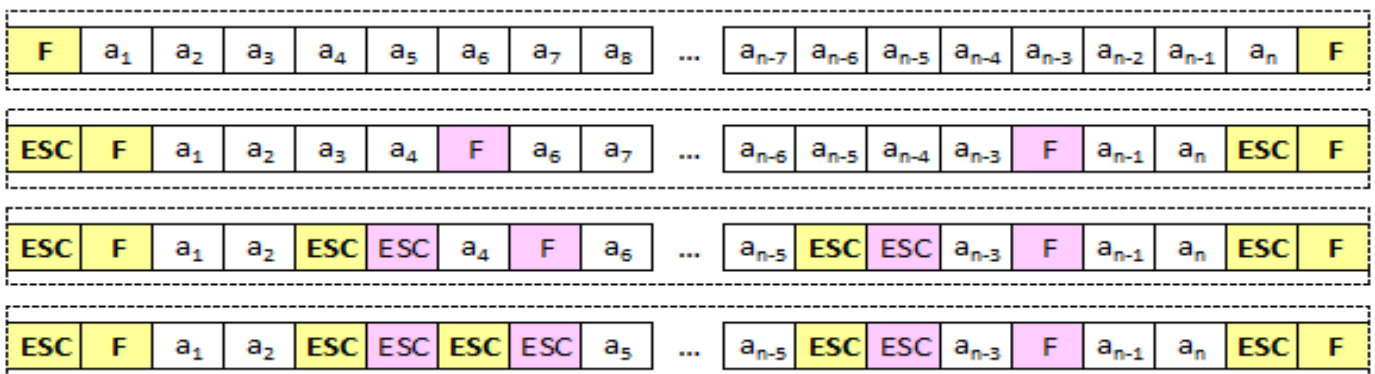 F a₁ a₂ a₃ a₄ a₅ a₆ a₇ a₈ ... aₙ₋₇ aₙ₋₆ aₙ₋₅ aₙ₋₄ aₙ₋₃ aₙ₋₂ aₙ₋₁ aₙ F
ESC F a₁ a₂ a₃ a₄ F a₆ a₇ ... aₙ₋₆ aₙ₋₅ aₙ₋₄ aₙ₋₃ F aₙ₋₁ aₙ ESC F
ESC F a₁ a₂ ESC ESC a₄ F a₆ ... aₙ₋₅ ESC ESC aₙ₋₃ F aₙ₋₁ aₙ ESC F
ESC F a₁ a₂ ESC ESC ESC ESC a₅ ... aₙ₋₅ ESC ESC aₙ₋₃ F aₙ₋₁ aₙ ESC F